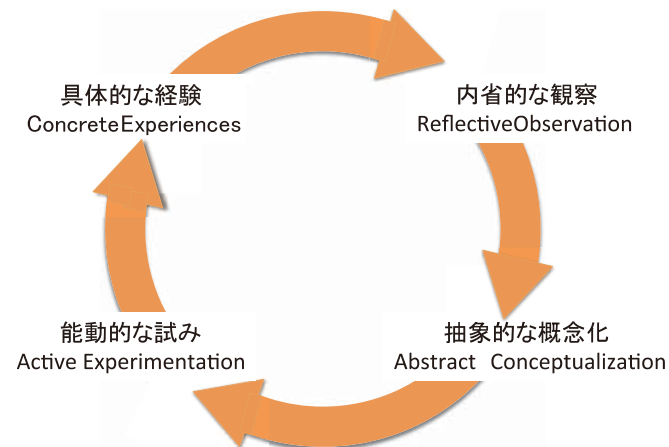 具体的な経験
ConcreteExperiences
内省的な観察
ReflectiveObservation
能動的な試み
Active Experimentation
抽象的な概念化
Abstract Conceptualization